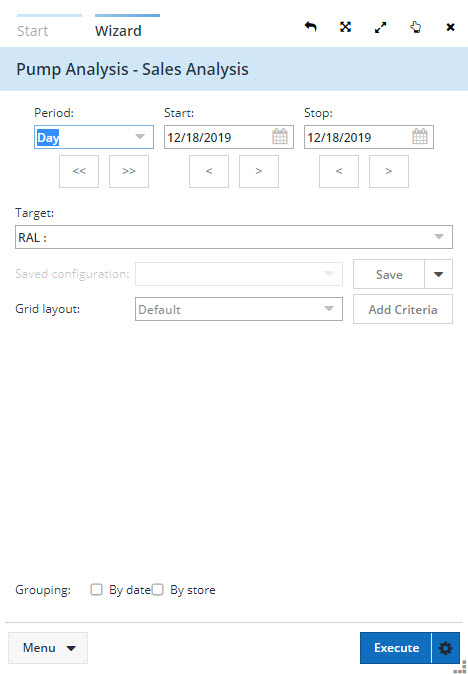 Start Wizard
Pump Analysis - Sales Analysis
Period: Start: Stop:
Day 12/18/2019 12/18/2019
<< >> < > < >
Target:
RAL :
Saved configuration: Save
Grid layout: Default Add Criteria
Grouping: By date By store
Menu Execute